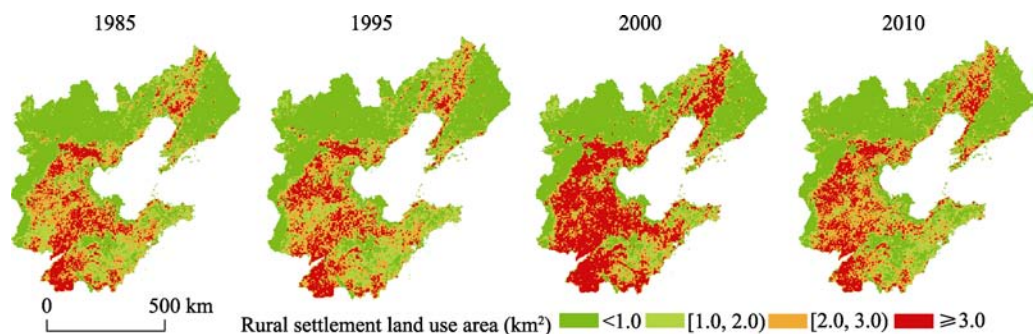 1985 1995 2000 2010
0 500 km
Rural settlement land use area (km²) <1.0 [1.0, 2.0) [2.0, 3.0) ≥3.0